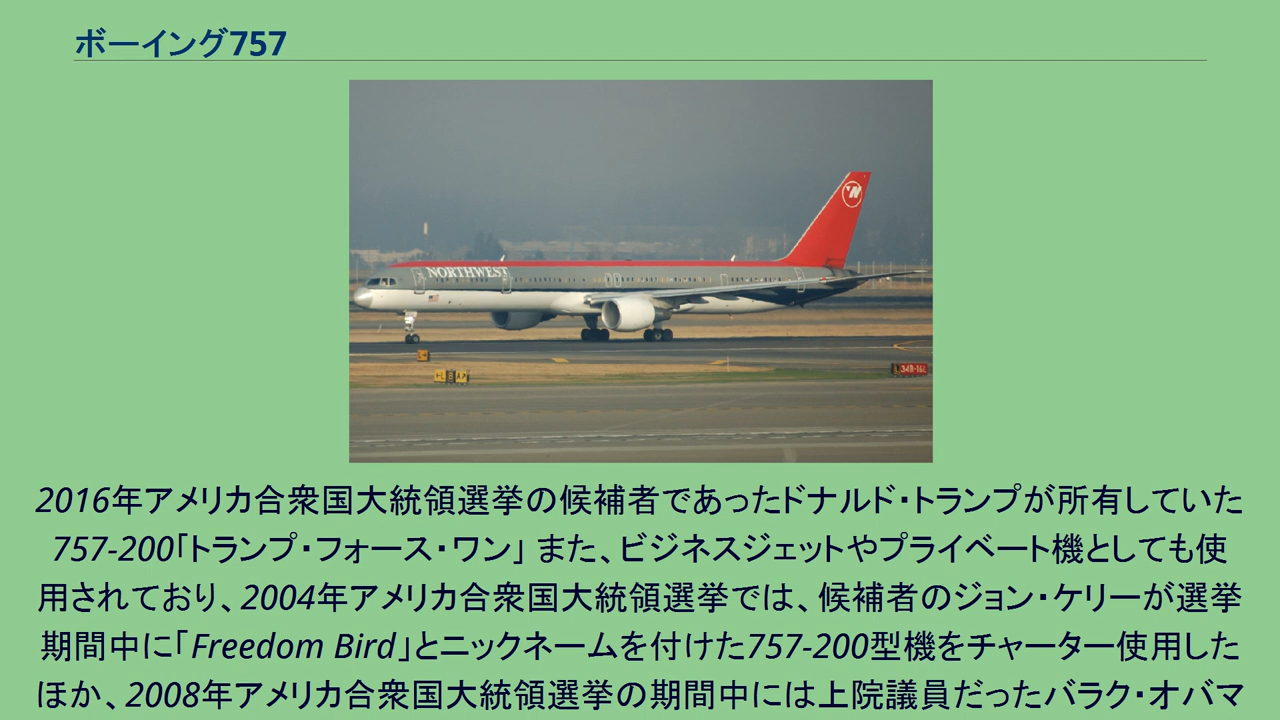 ボーイング757
NORTHWEST
N
34R-16L
2016年アメリカ合衆国大統領選挙の候補者であったドナルド・トランプが所有していた
757-200「トランプ・フォース・ワン」 また、ビジネスジェットやプライベート機としても使
用されており、2004年アメリカ合衆国大統領選挙では、候補者のジョン・ケリーが選挙
期間中に「Freedom Bird」とニックネームを付けた757-200型機をチャーター使用した
ほか、2008年アメリカ合衆国大統領選挙の期間中には上院議員だったバラク・オバマ